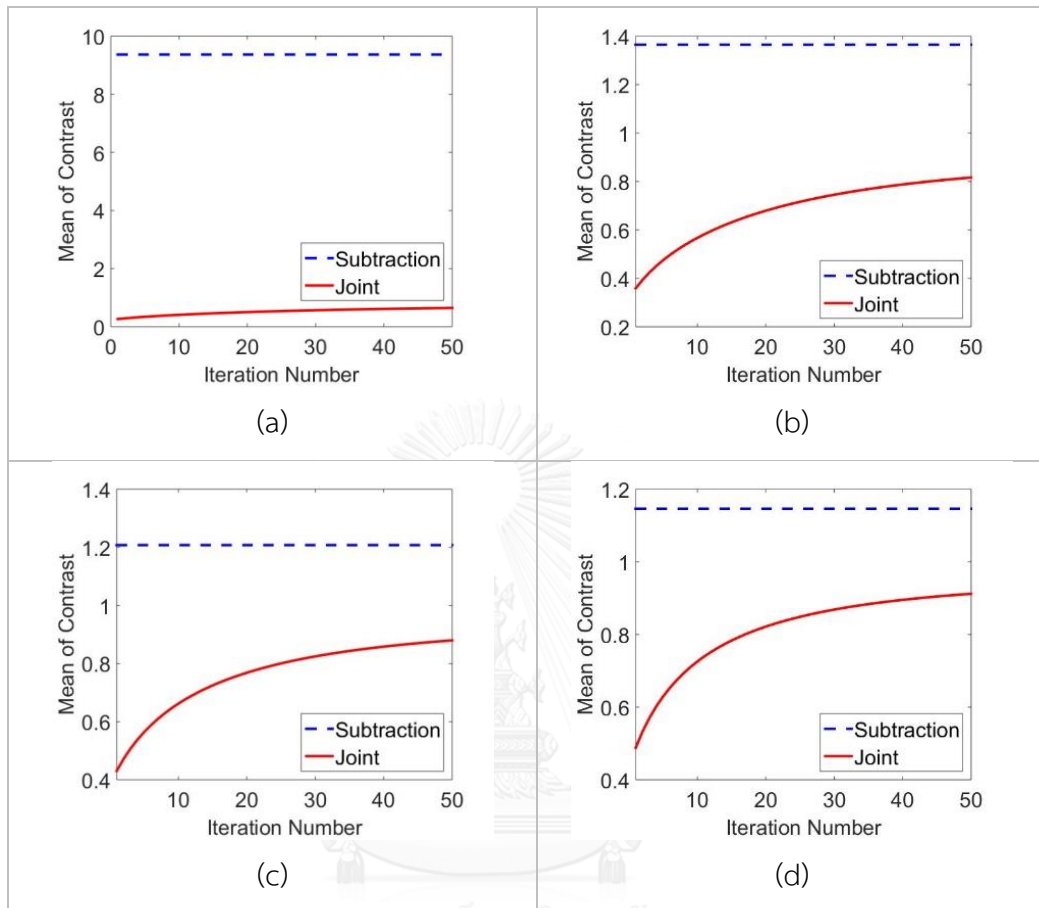 10
8
6
4
2
0
Mean of Contrast
Subtraction
Joint
0 10 20 30 40 50
Iteration Number
(a)
1.4
1.2
1
0.8
0.6
0.4
0.2
Mean of Contrast
Subtraction
Joint
10 20 30 40 50
Iteration Number
(b)
1.4
1.2
1
0.8
0.6
0.4
Mean of Contrast
Subtraction
Joint
10 20 30 40 50
Iteration Number
(c)
1.2
1
0.8
0.6
0.4
Mean of Contrast
Subtraction
Joint
10 20 30 40 50
Iteration Number
(d)